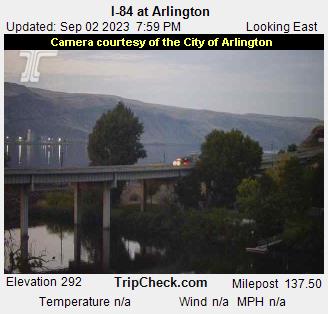 I-84 at Arlington
Updated: Sep 02 2023 7:59 PM Looking East
Camera courtesy of the City of Arlington
Elevation 292 TripCheck.com Milepost 137.50
Temperature n/a Wind n/a MPH n/a